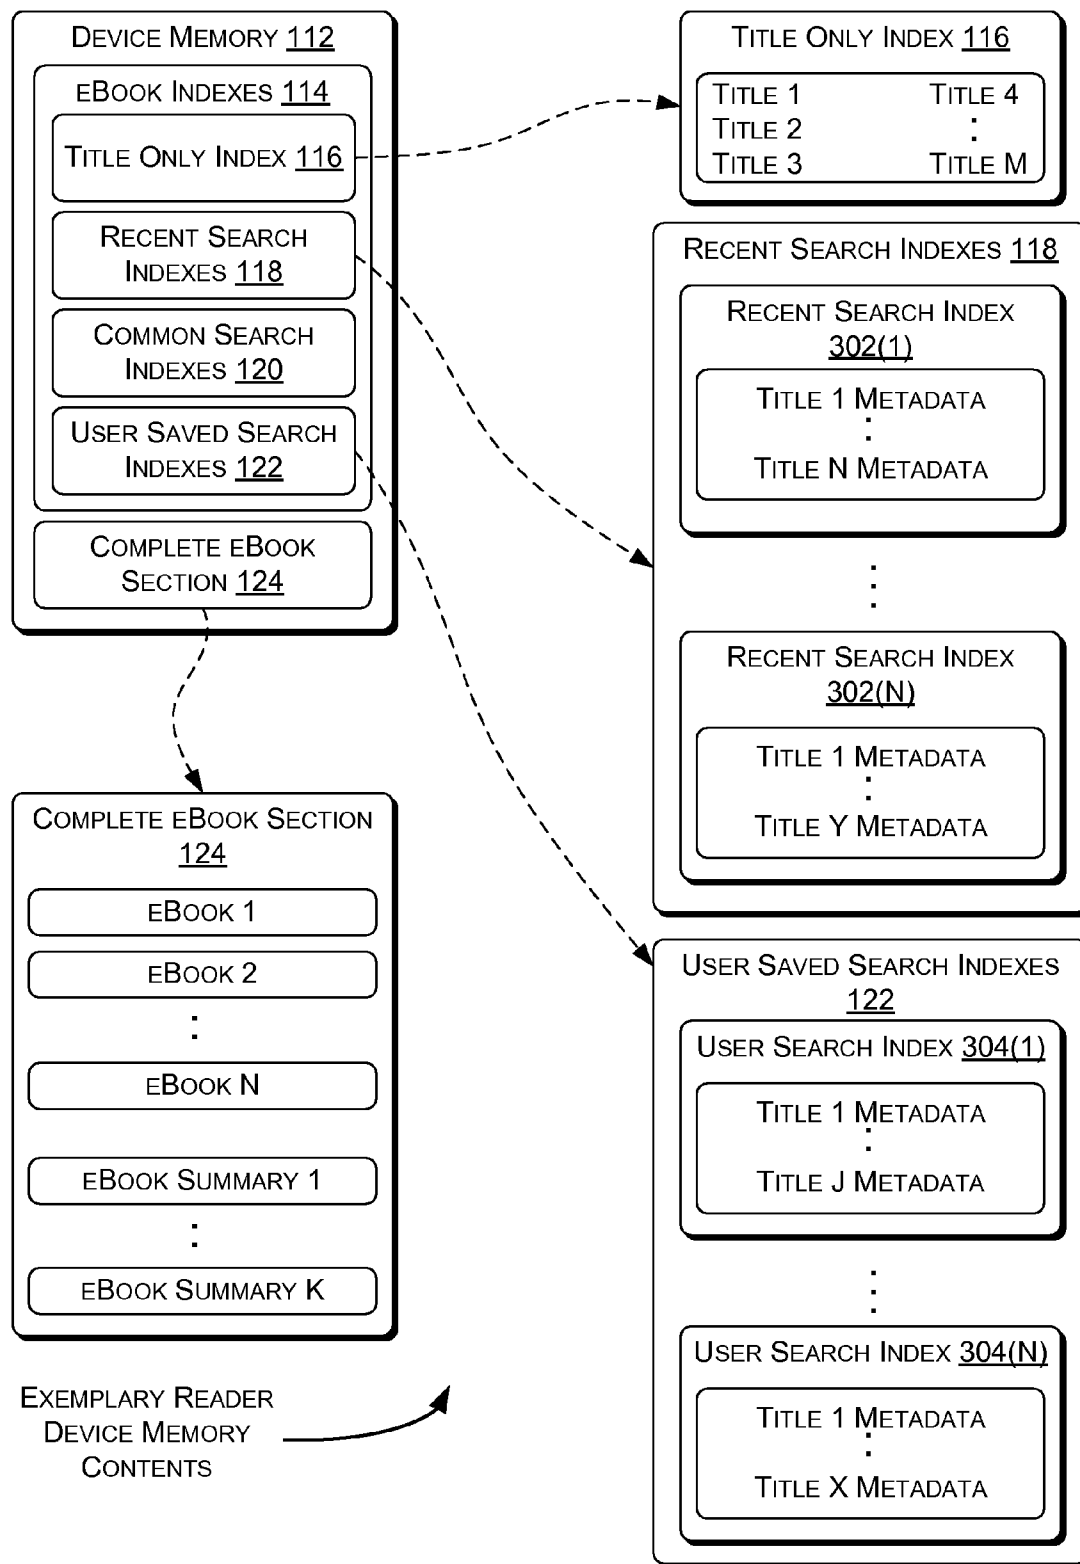 DEVICE MEMORY 112
EBOOK INDEXES 114
TITLE ONLY INDEX 116
RECENT SEARCH
INDEXES 118
COMMON SEARCH
INDEXES 120
USER SAVED SEARCH
INDEXES 122
COMPLETE EBOOK
SECTION 124
COMPLETE EBOOK SECTION
124
EBOOK 1
EBOOK 2
EBOOK N
EBOOK SUMMARY 1
EBOOK SUMMARY K
EXEMPLARY READER
DEVICE MEMORY
CONTENTS
TITLE ONLY INDEX 116
TITLE 1 TITLE 4
TITLE 2
TITLE 3 TITLE M
RECENT SEARCH INDEXES 118
RECENT SEARCH INDEX
302(1)
TITLE 1 METADATA
TITLE N METADATA
RECENT SEARCH INDEX
302(N)
TITLE 1 METADATA
TITLE Y METADATA
USER SAVED SEARCH INDEXES
122
USER SEARCH INDEX 304(1)
TITLE 1 METADATA
TITLE J METADATA
USER SEARCH INDEX 304(N)
TITLE 1 METADATA
TITLE X METADATA